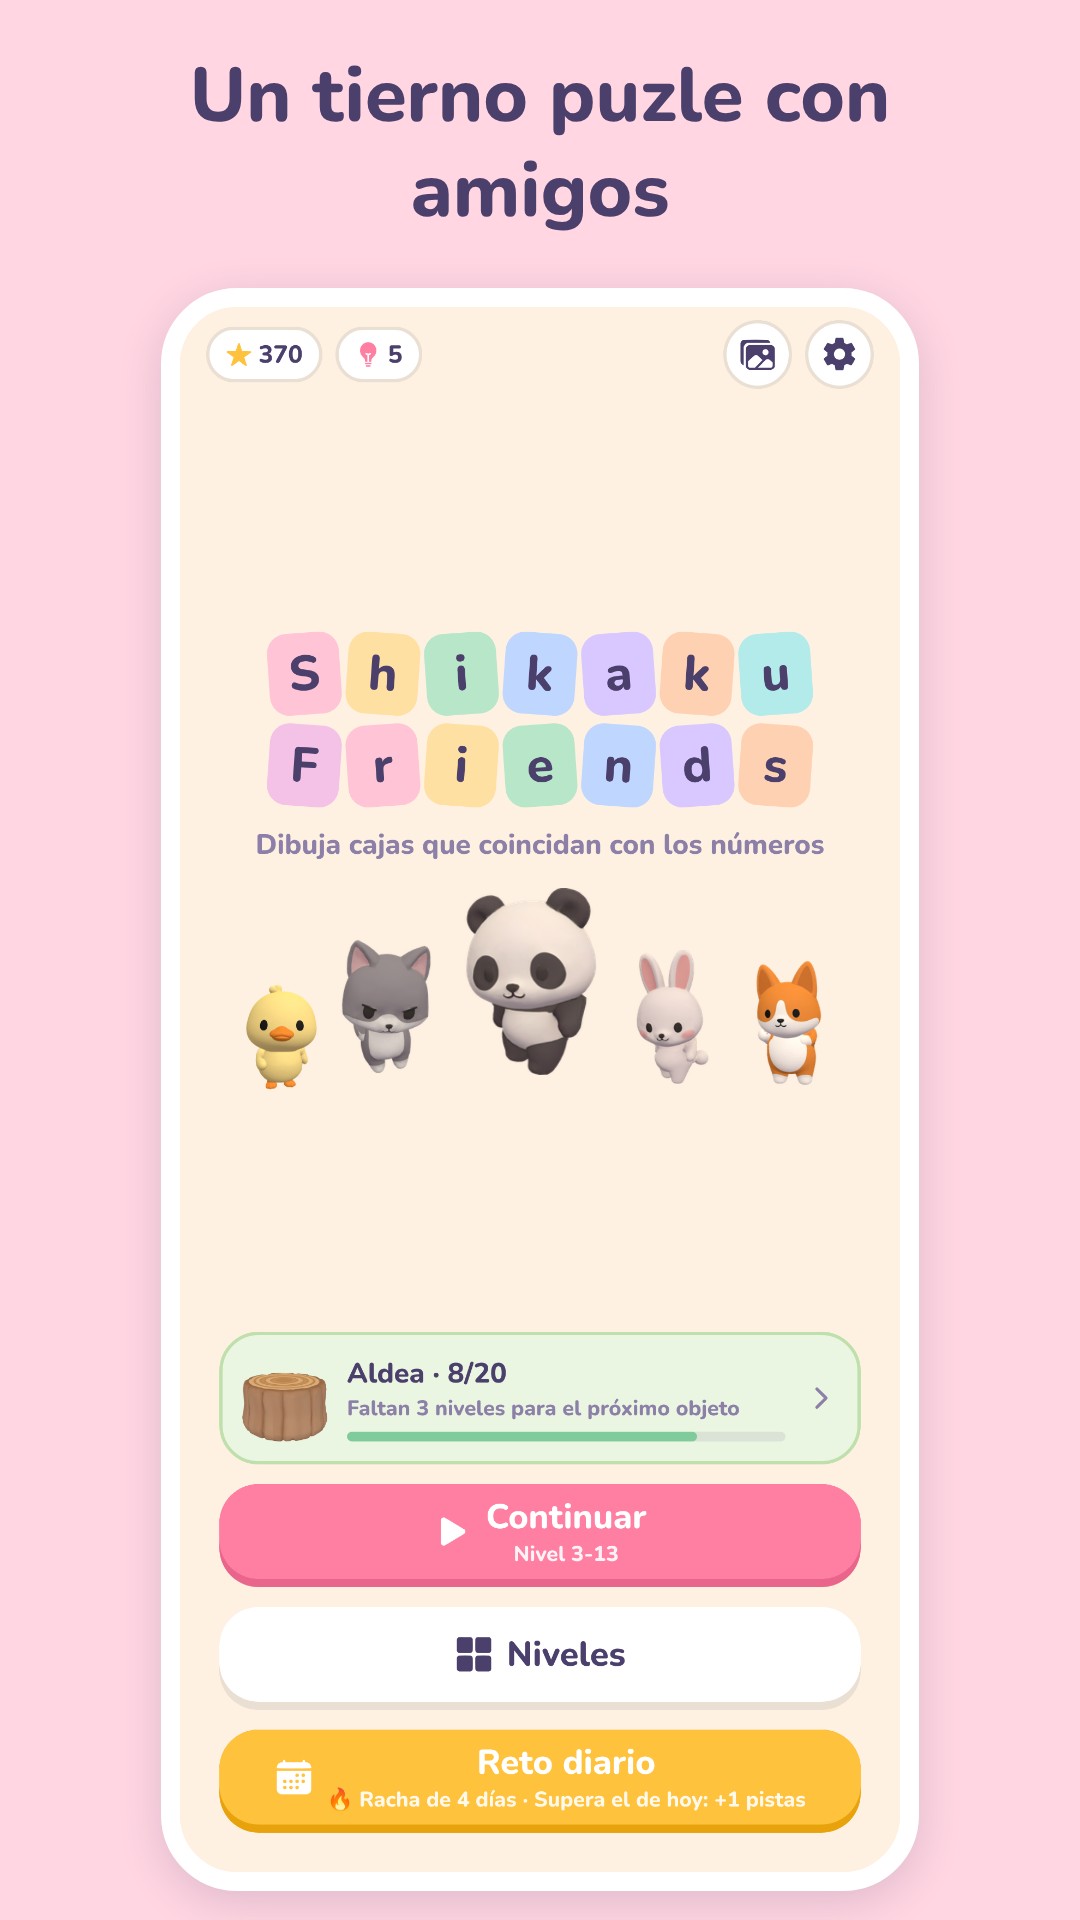 Un tierno puzle con
amigos
370
5
Shikaku
Friends
Dibuja cajas que coincidan con los números
Aldea · 8/20
Faltan 3 niveles para el próximo objeto
Continuar
Nivel 3-13
Niveles
Reto diario
🔥 Racha de 4 días · Supera el de hoy: +1 pistas